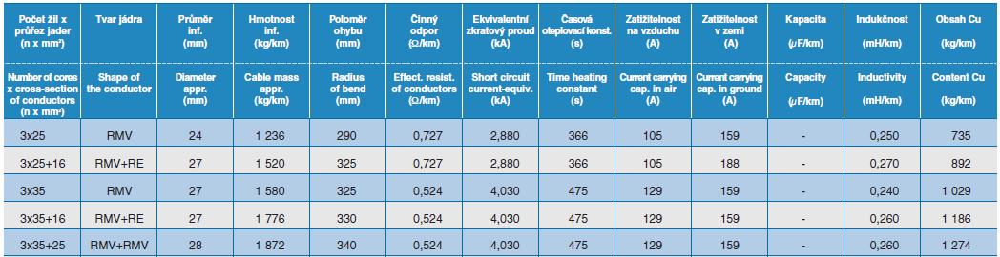 Počet žil x průřez jader (n x mm²) Tvar jádra Průměr inf. (mm) Hmotnost inf. (kg/km) Poloměr ohybu (mm) Činný odpor (Ω/km) Ekvivalentní zkratový proud (kA) Časová oteplovací konst. (s) Zatižitelnost na vzduchu (A) Zatižitelnost v zemi (A) Kapacita (µF/km) Indukčnost (mH/km) Obsah Cu (kg/km)
Number of cores x cross-section of conductors (n x mm²) Shape of the conductor Diameter appr. (mm) Cable mass appr. (kg/km) Radius of bend (mm) Effect. resist. of conductors (Ω/km) Short circuit current-equiv. (kA) Time heating constant (s) Current carrying cap. in air (A) Current carrying cap. in ground (A) Capacity (µF/km) Inductivity (mH/km) Content Cu (kg/km)
3x25 RMV 24 1 236 290 0,727 2,880 366 105 159 - 0,250 735
3x25+16 RMV+RE 27 1 520 325 0,727 2,880 366 105 188 - 0,270 892
3x35 RMV 27 1 580 325 0,524 4,030 475 129 159 - 0,240 1 029
3x35+16 RMV+RE 27 1 776 330 0,524 4,030 475 129 159 - 0,260 1 186
3x35+25 RMV+RMV 28 1 872 340 0,524 4,030 475 129 159 - 0,260 1 274